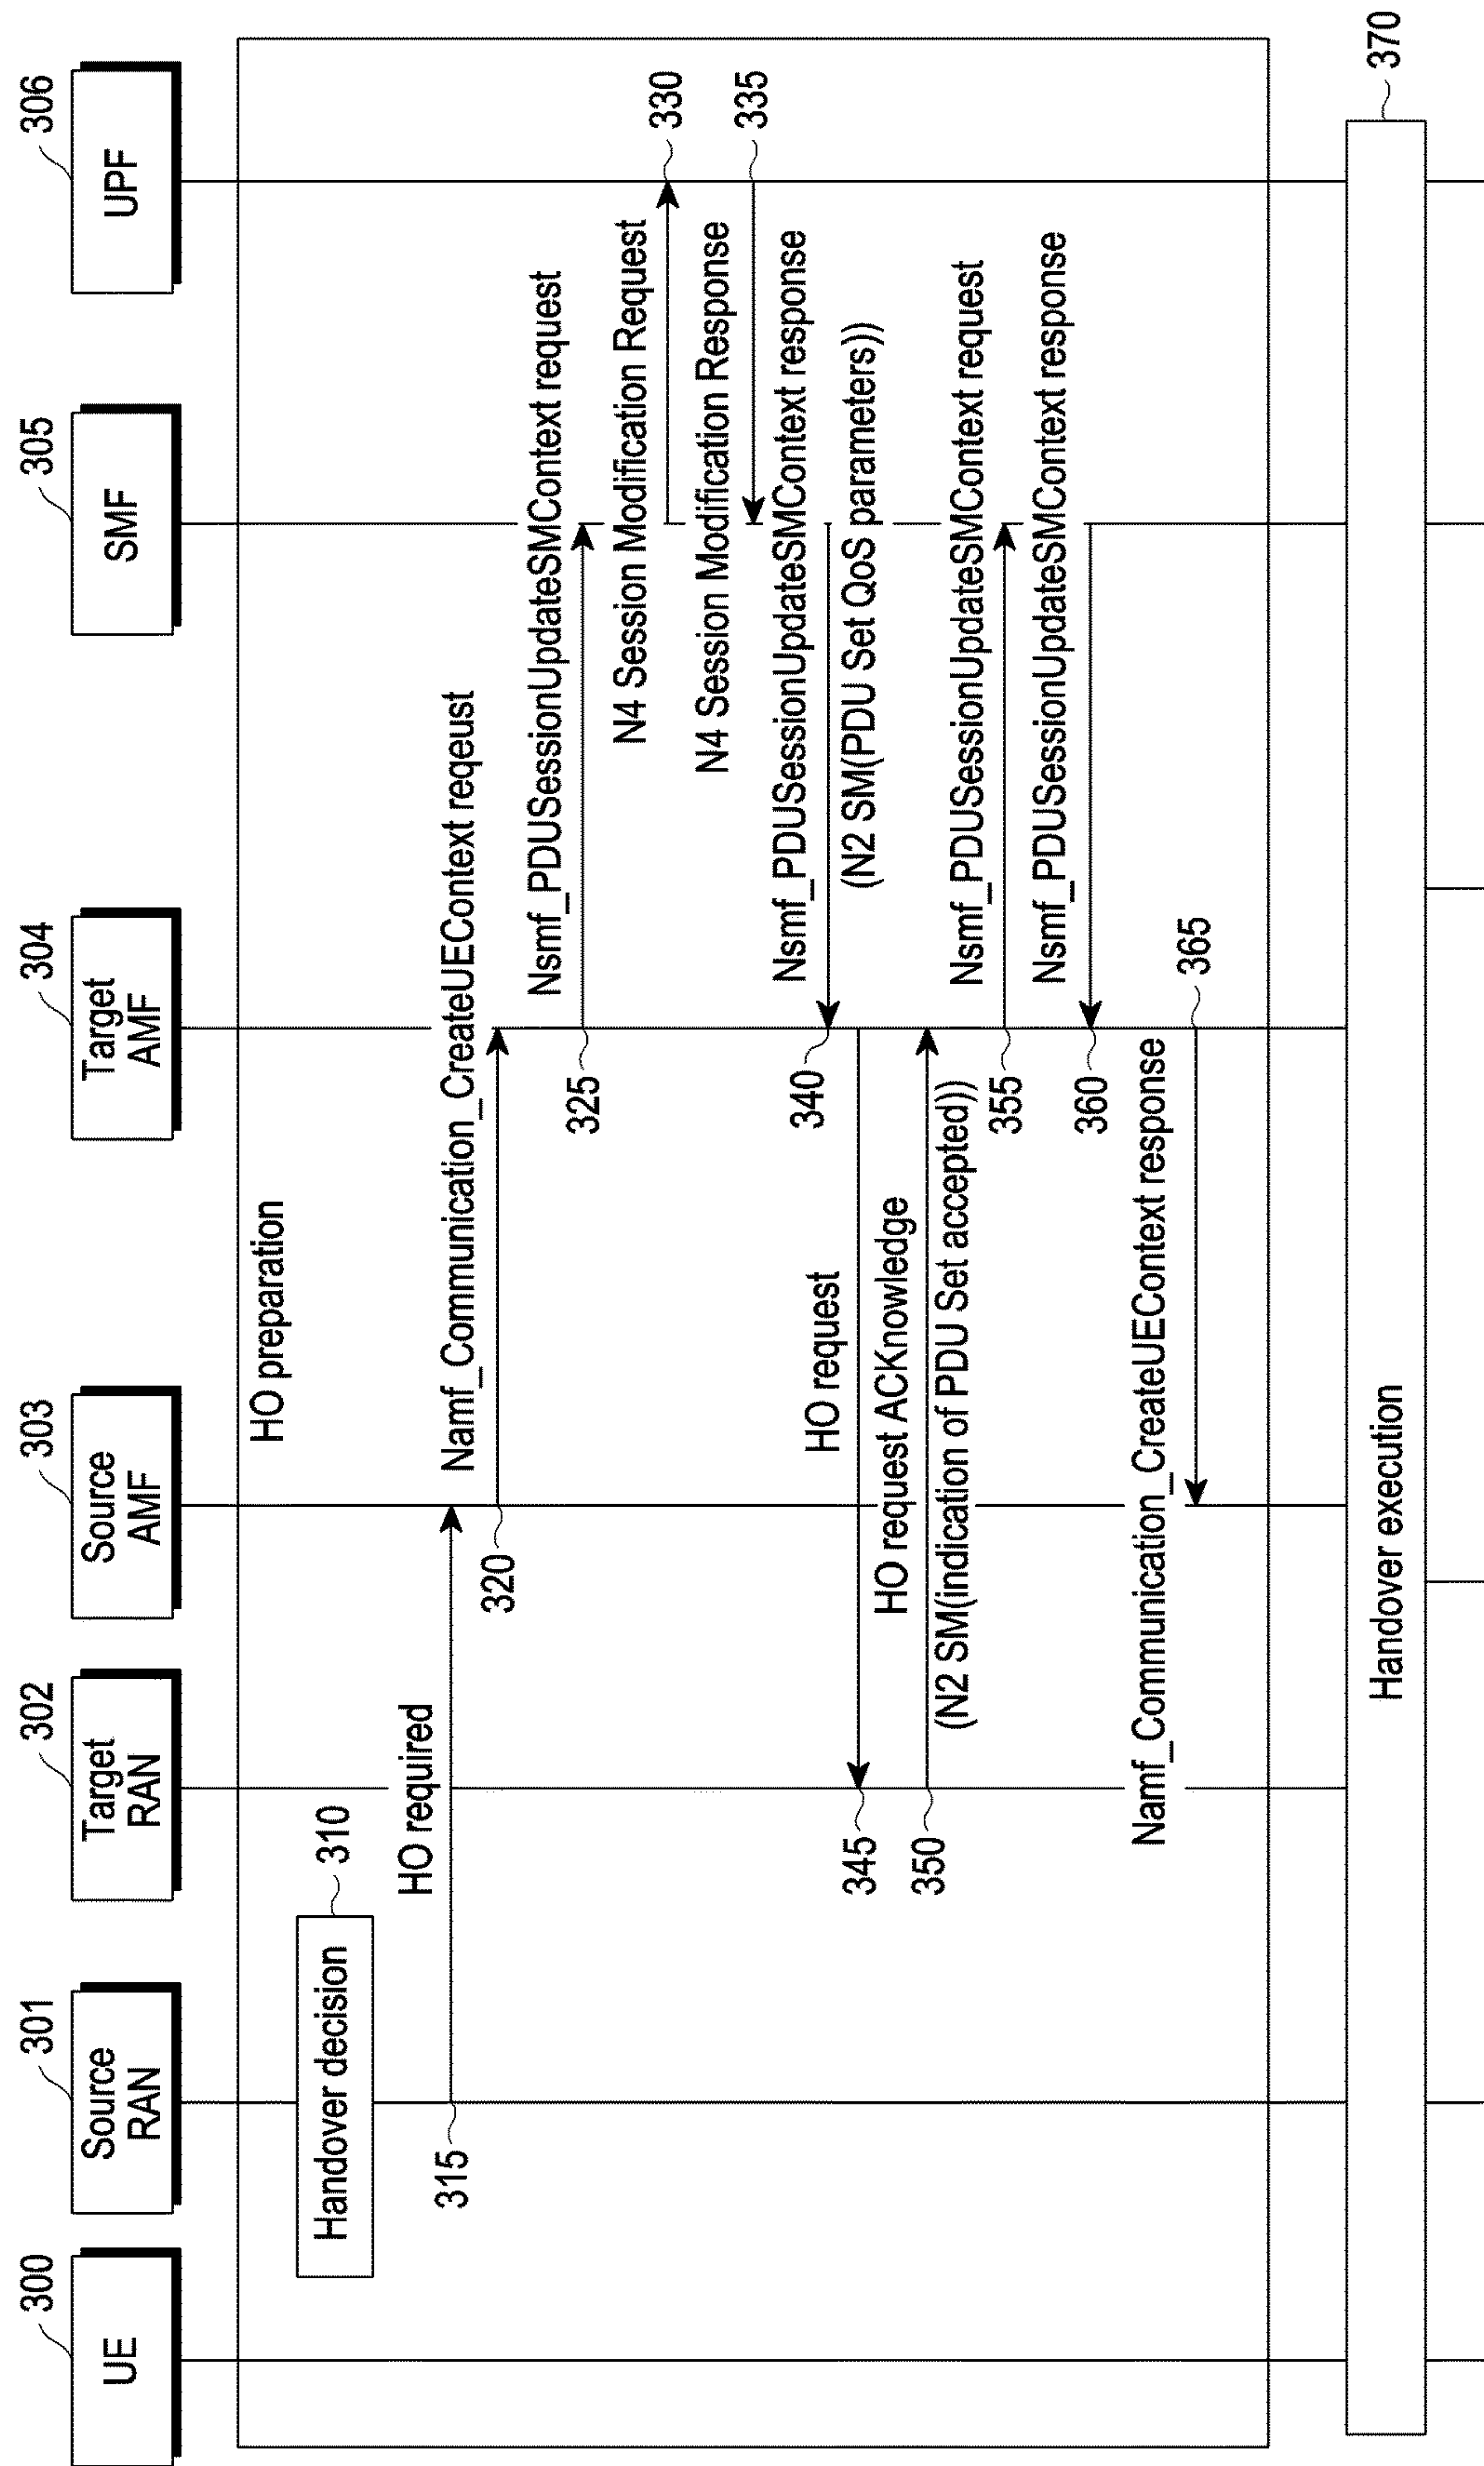 300
UE
301
Source
RAN
302
Target
RAN
303
Source
AMF
304
Target
AMF
305
SMF
306
UPF
HO preparation
Handover decision
310
HO required
315
Namf_Communication_CreateUEContext reqeust
320
Nsmf_PDUSessionUpdateSMContext request
325
N4 Session Modification Request
330
N4 Session Modification Response
335
Nsmf_PDUSessionUpdateSMContext response
(N2 SM(PDU Set QoS parameters))
340
HO request
345
HO request ACKnowledge
(N2 SM(indication of PDU Set accepted))
350
Nsmf_PDUSessionUpdateSMContext request
355
Nsmf_PDUSessionUpdateSMContext response
360
Namf_Communication_CreateUEContext response
365
Handover execution
370